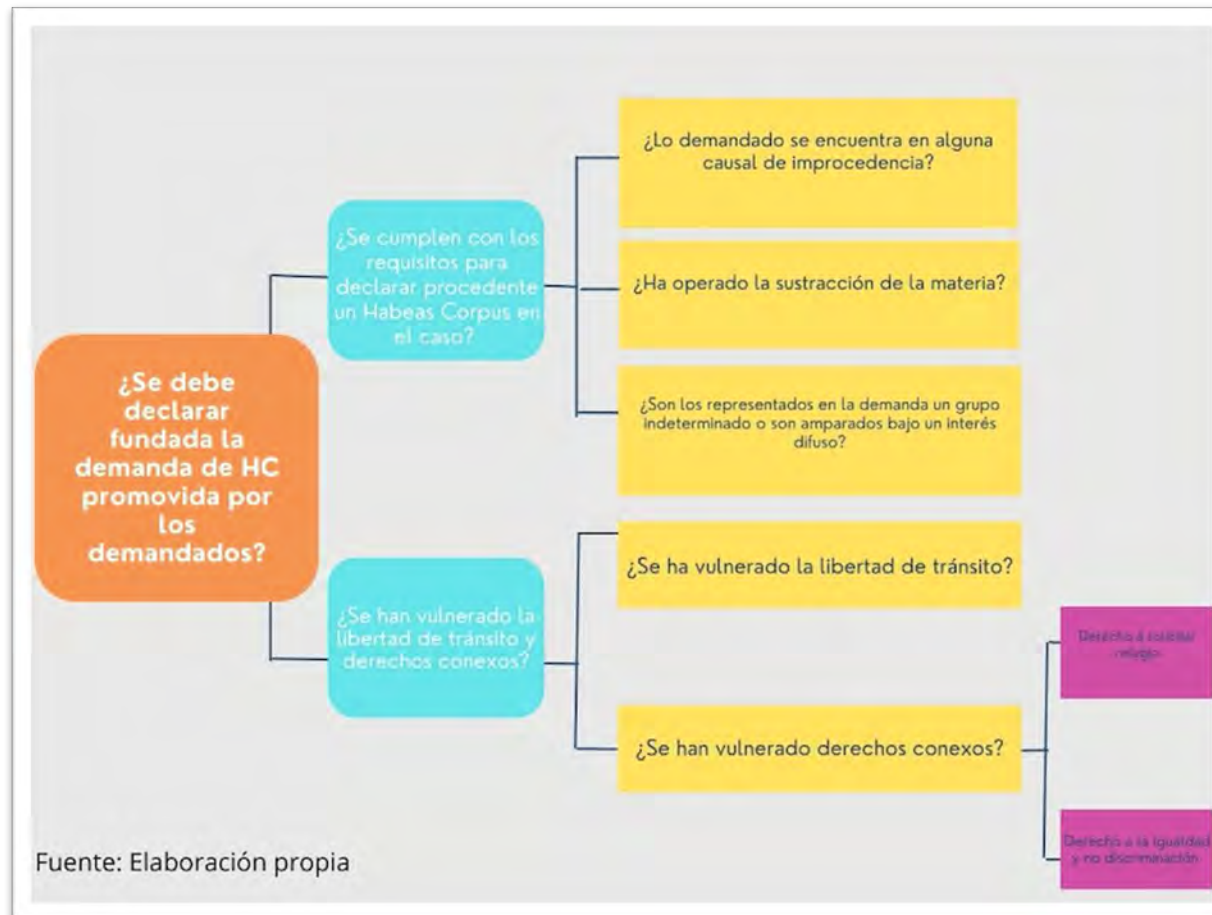 ¿Se debe
declarar
fundada la
demanda de HC
promovida por
los
demandados?
¿Se cumplen con los
requisitos para
declarar procedente
un Habeas Corpus en
el caso?
¿Lo demandado se encuentra en alguna
causal de improcedencia?
¿Ha operado la sustracción de la materia?
¿Son los representados en la demanda un grupo
indeterminado o son amparados bajo un interés
difuso?
¿Se han vulnerado la
libertad de tránsito y
derechos conexos?
¿Se ha vulnerado la libertad de tránsito?
¿Se han vulnerado derechos conexos?
Derecho a solicitar
refugio
Derecho a la igualdad
y no discriminación
Fuente: Elaboración propia